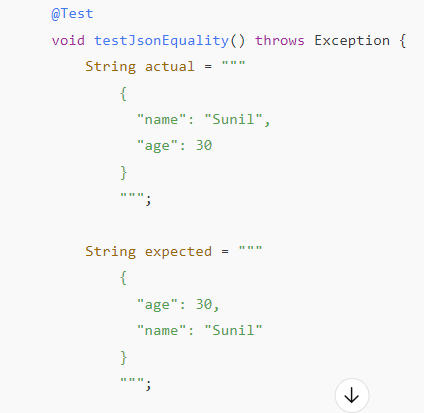 @Test
void testJsonEquality() throws Exception {
    String actual = """
        {
          "name": "Sunil",
          "age": 30
        }
        """;

    String expected = """
        {
          "age": 30,
          "name": "Sunil"
        }
        """;